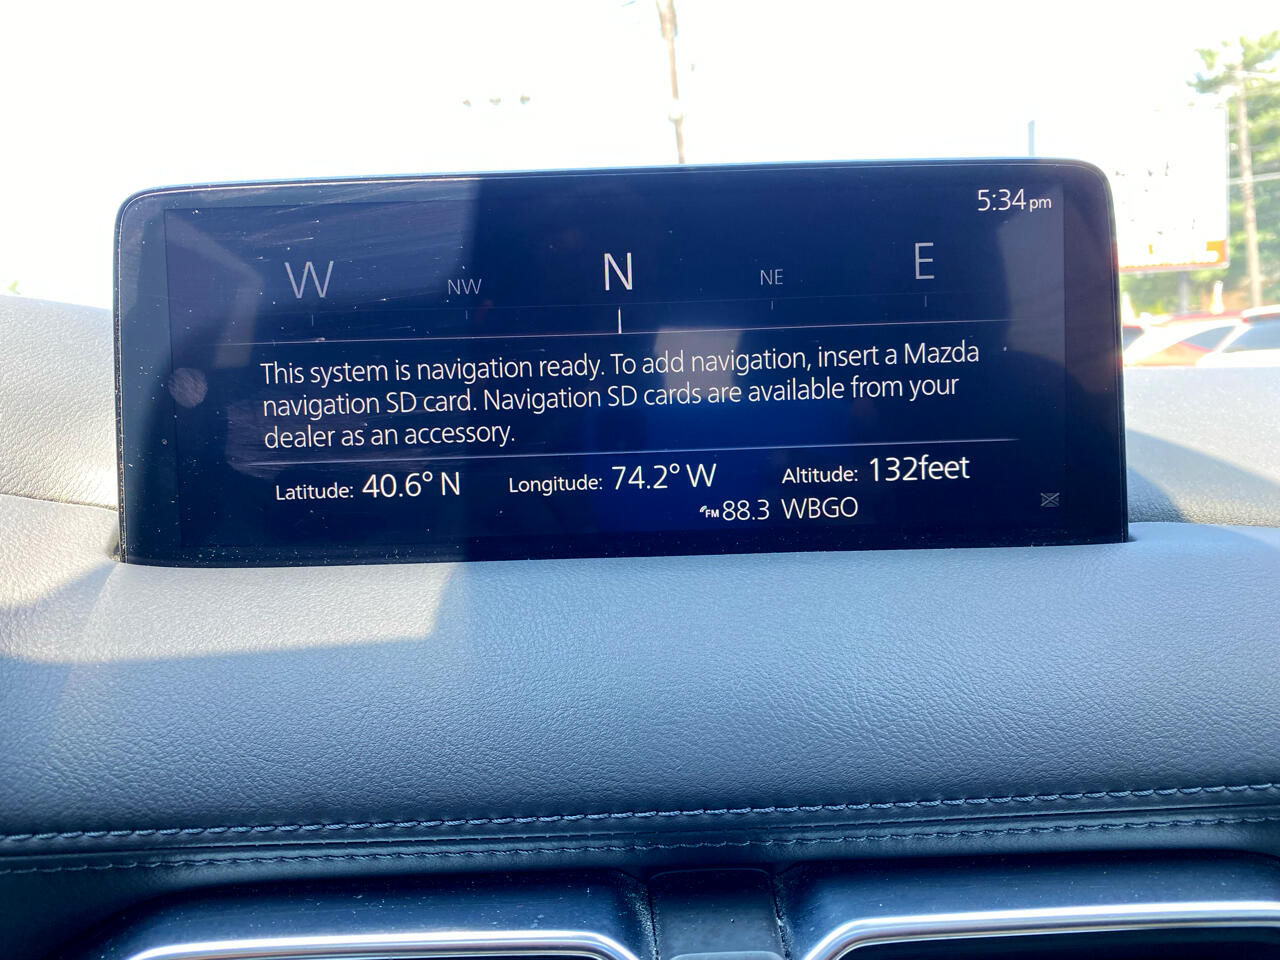 5:34pm
W NW N NE E
This system is navigation ready. To add navigation, insert a Mazda
navigation SD card. Navigation SD cards are available from your
dealer as an accessory.
Latitude: 40.6° N Longitude: 74.2° W Altitude: 132feet
FM 88.3 WBGO